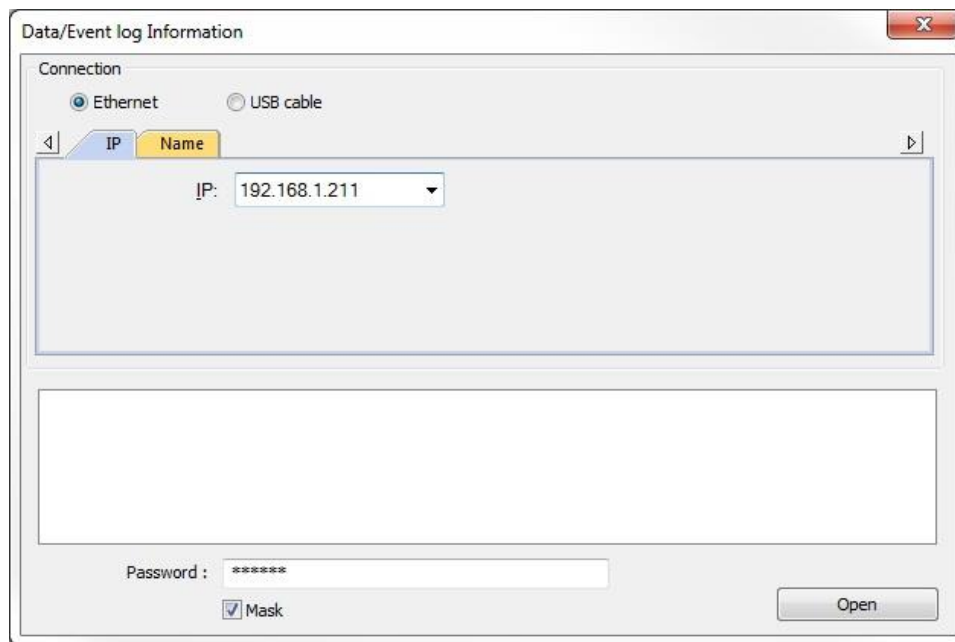 Data/Event log Information
Connection
Ethernet USB cable
IP Name
IP: 192.168.1.211
Password : ******
Mask
Open